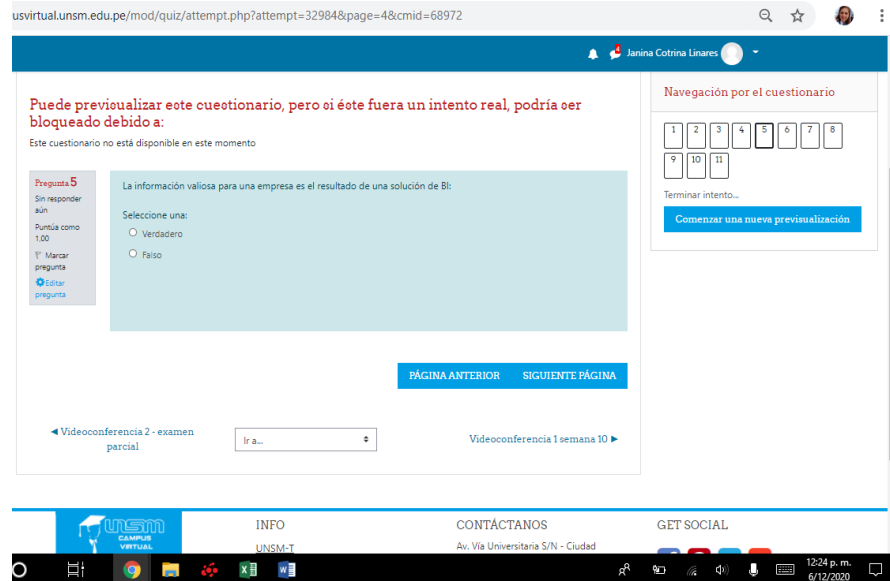 usvirtual.unsm.edu.pe/mod/quiz/attempt.php?attempt=32984&page=4&cmid=68972
4
Janina Cotrina Linares
Puede previsualizar este cuestionario, pero si éste fuera un intento real, podría ser
bloqueado debido a:
Este cuestionario no está disponible en este momento
Pregunta 5
Sin responder
aún
Puntúa como
1,00
Marcar
pregunta
Editar
pregunta
La información valiosa para una empresa es el resultado de una solución de BI:
Seleccione una:
Verdadero
Falso
PÁGINA ANTERIOR SIGUIENTE PÁGINA
◄ Videoconferencia 2 - examen
parcial
Ir a...
Videoconferencia 1 semana 10 ►
Navegación por el cuestionario
1 2 3 4 5 6 7 8
9 10 11
Terminar intento...
Comenzar una nueva previsualización
unsm
CAMPUS
VIRTUAL
INFO
UNSM-T
CONTÁCTANOS
Av. Vía Universitaria S/N - Ciudad
GET SOCIAL
12:24 p. m.
6/12/2020